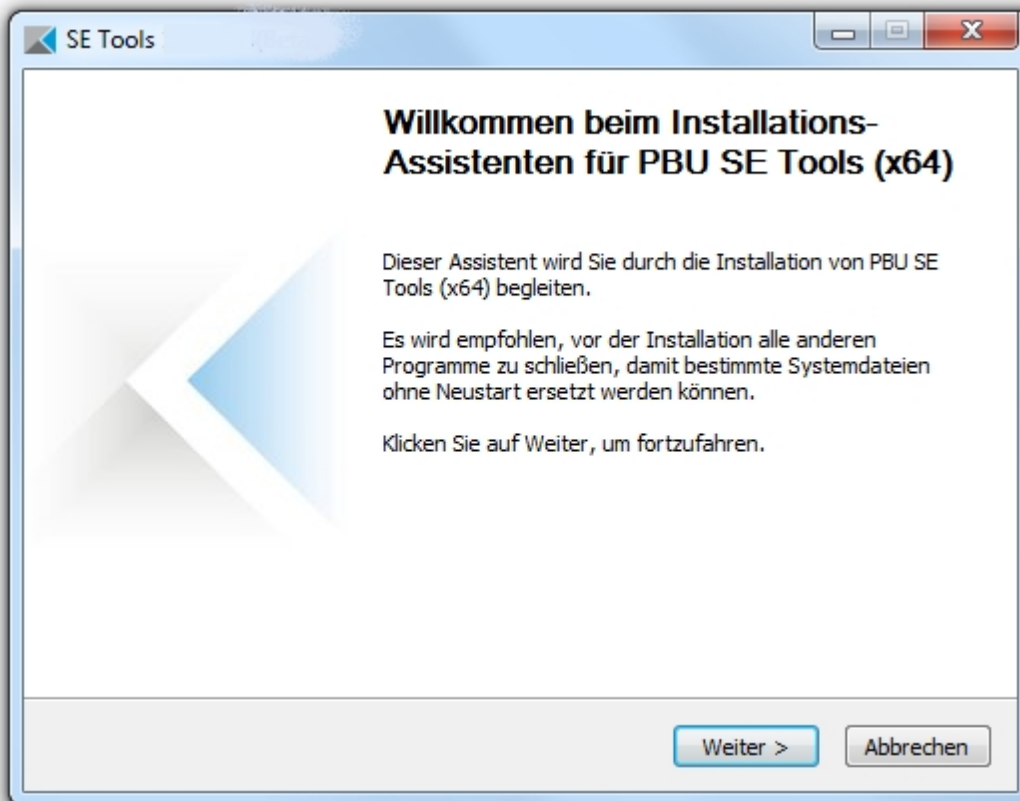 SE Tools
Willkommen beim Installations-
Assistenten für PBU SE Tools (x64)
Dieser Assistent wird Sie durch die Installation von PBU SE
Tools (x64) begleiten.
Es wird empfohlen, vor der Installation alle anderen
Programme zu schließen, damit bestimmte Systemdateien
ohne Neustart ersetzt werden können.
Klicken Sie auf Weiter, um fortzufahren.
Weiter >
Abbrechen